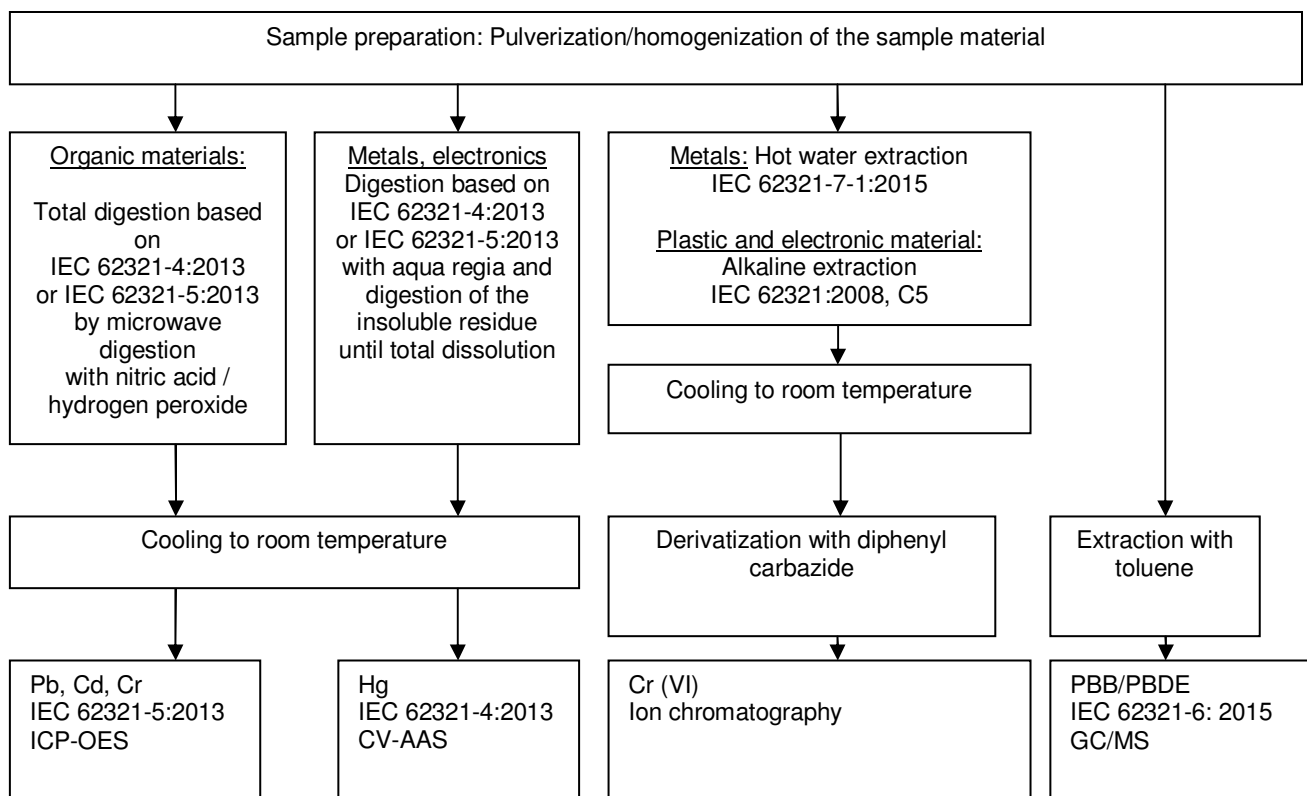 Sample preparation: Pulverization/homogenization of the sample material
Organic materials:
Total digestion based
on
IEC 62321-4:2013
or IEC 62321-5:2013
by microwave
digestion
with nitric acid /
hydrogen peroxide
Metals, electronics
Digestion based on
IEC 62321-4:2013
or IEC 62321-5:2013
with aqua regia and
digestion of the
insoluble residue
until total dissolution
Metals: Hot water extraction
IEC 62321-7-1:2015
Plastic and electronic material:
Alkaline extraction
IEC 62321:2008, C5
Cooling to room temperature
Cooling to room temperature
Derivatization with diphenyl
carbazide
Extraction with
toluene
Pb, Cd, Cr
IEC 62321-5:2013
ICP-OES
Hg
IEC 62321-4:2013
CV-AAS
Cr (VI)
Ion chromatography
PBB/PBDE
IEC 62321-6: 2015
GC/MS